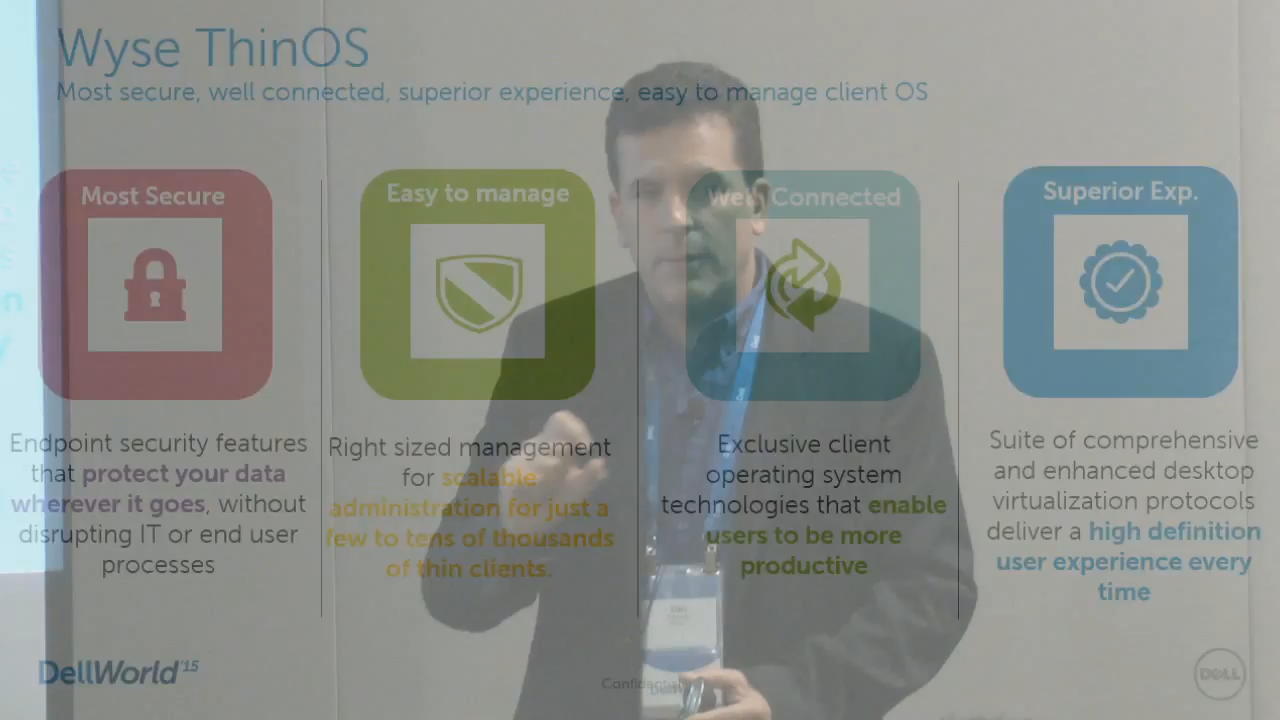 Wyse ThinOS
Most secure, well connected, superior experience, easy to manage client OS
Most Secure
Easy to manage
Well Connected
Superior Exp.
Endpoint security features
that protect your data
wherever it goes, without
disrupting IT or end user
processes
Right sized management
for scalable
administration for just a
few to tens of thousands
of thin clients.
Exclusive client
operating system
technologies that enable
users to be more
productive
Suite of comprehensive
and enhanced desktop
virtualization protocols
deliver a high definition
user experience every
time
DellWorld'15
Confidential
DELL